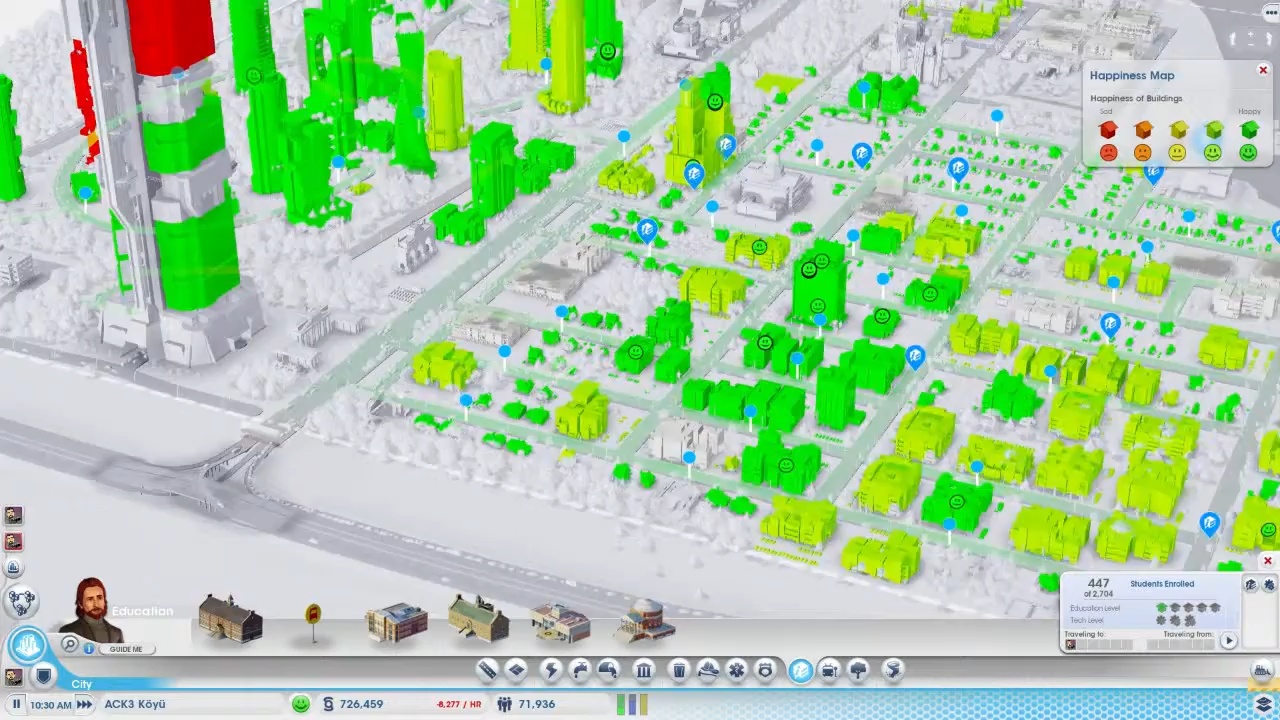 Happiness Map
Happiness of Buildings
Sad
Happy
447
Students Enrolled
of 2,704
Education Level
Tech Level
Traveling to:
Traveling from:
Education
GUIDE ME
City
10:30 AM
ACK3 Köyü
726,459
-8,277 / HR
71,936